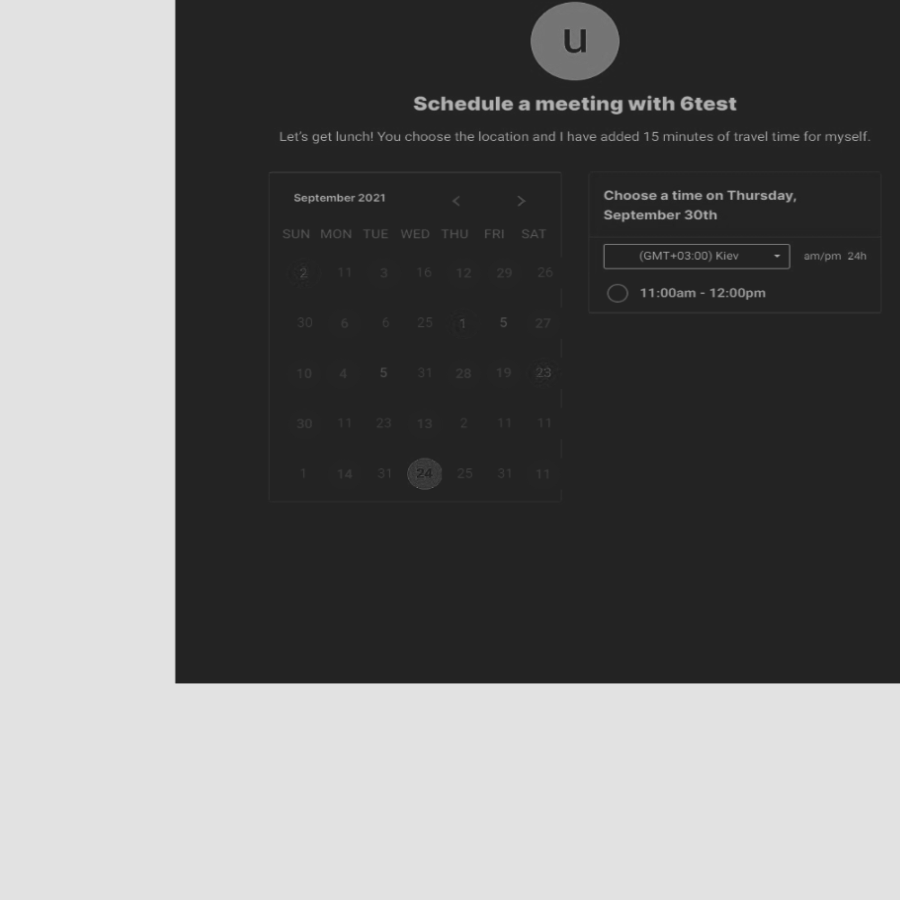 u
Schedule a meeting with 6test
Let's get lunch! You choose the location and I have added 15 minutes of travel time for myself.
September 2021 < >
SUN MON TUE WED THU FRI SAT
2 11 3 16 12 29 26
30 6 6 25 1 5 27
10 4 5 31 28 19 23
30 11 23 13 2 11 11
1 14 31 24 25 31 11
Choose a time on Thursday,
September 30th
(GMT+03:00) Kiev am/pm 24h
11:00am - 12:00pm